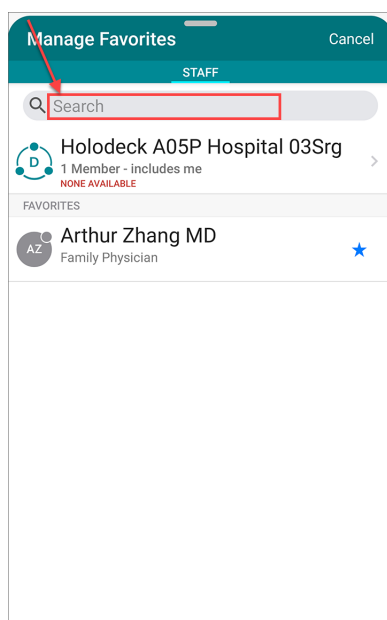 Manage Favorites Cancel
STAFF
Search
Holodeck A05P Hospital 03Srg
D
1 Member - includes me
NONE AVAILABLE
FAVORITES
Arthur Zhang MD
AZ
Family Physician